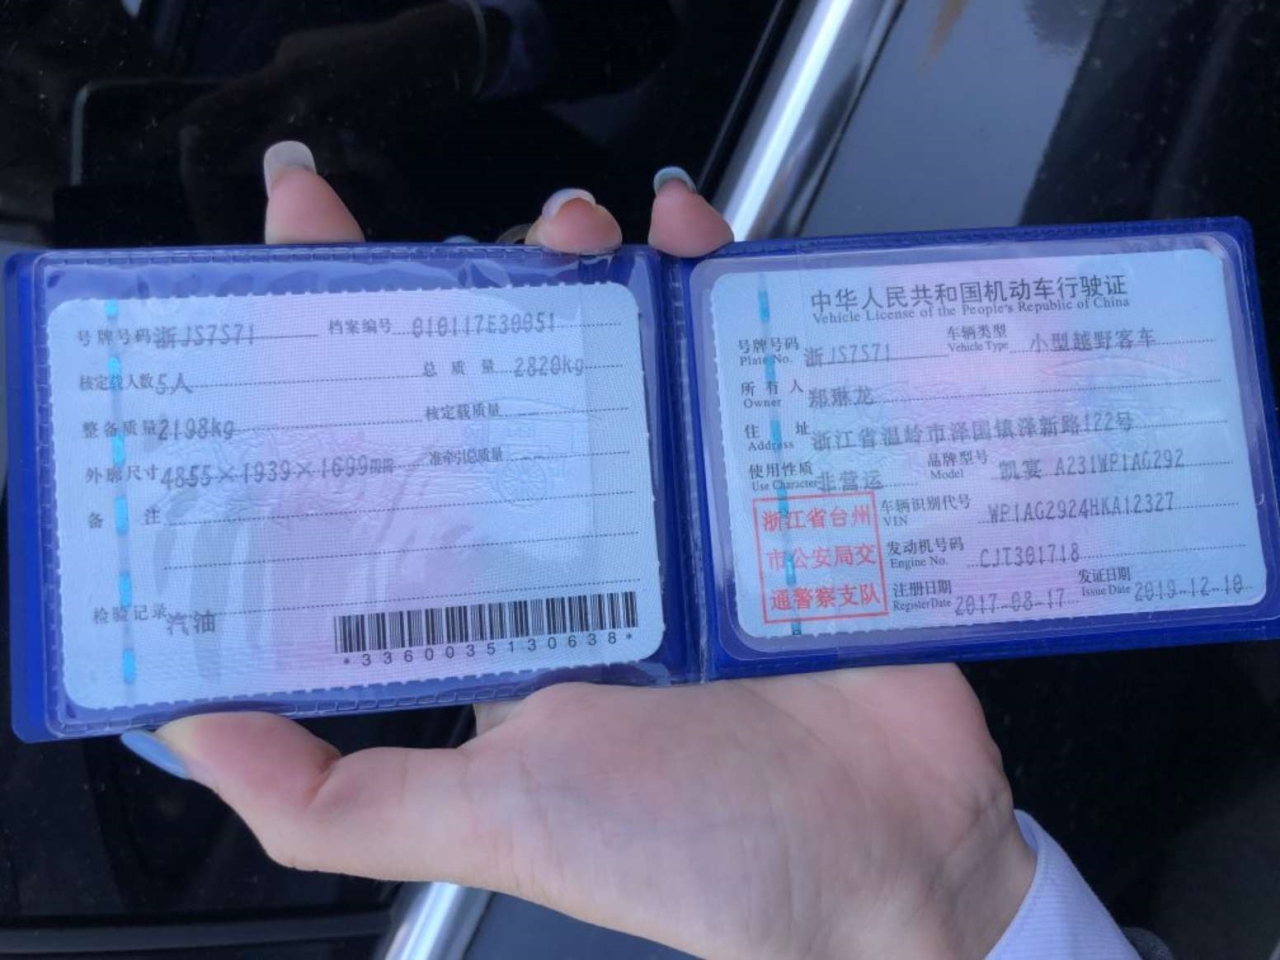 号牌号码 浙JS7S71 档案编号 010117E30051
核定载人数 5人 总质量 2820kg
整备质量 2198kg 核定载质量 --
外廓尺寸 4855×1939×1699mm 准牵引总质量 --
备注
检验记录 汽油
*3360035130638*
中华人民共和国机动车行驶证
Vehicle License of the People's Republic of China
号牌号码 Plate No. 浙JS7S71 车辆类型 Vehicle Type 小型越野客车
所有人 Owner 郑琳龙
住址 Address 浙江省温岭市泽国镇泽新路122号
使用性质 Use Character 非营运 品牌型号 Model 凯宴 A231WP1AG292
车辆识别代号 VIN WP1AG2924HKA12327
发动机号码 Engine No. CJT301718
注册日期 Register Date 2017-08-17 发证日期 Issue Date 2019-12-10
浙江省台州
市公安局交
通警察支队